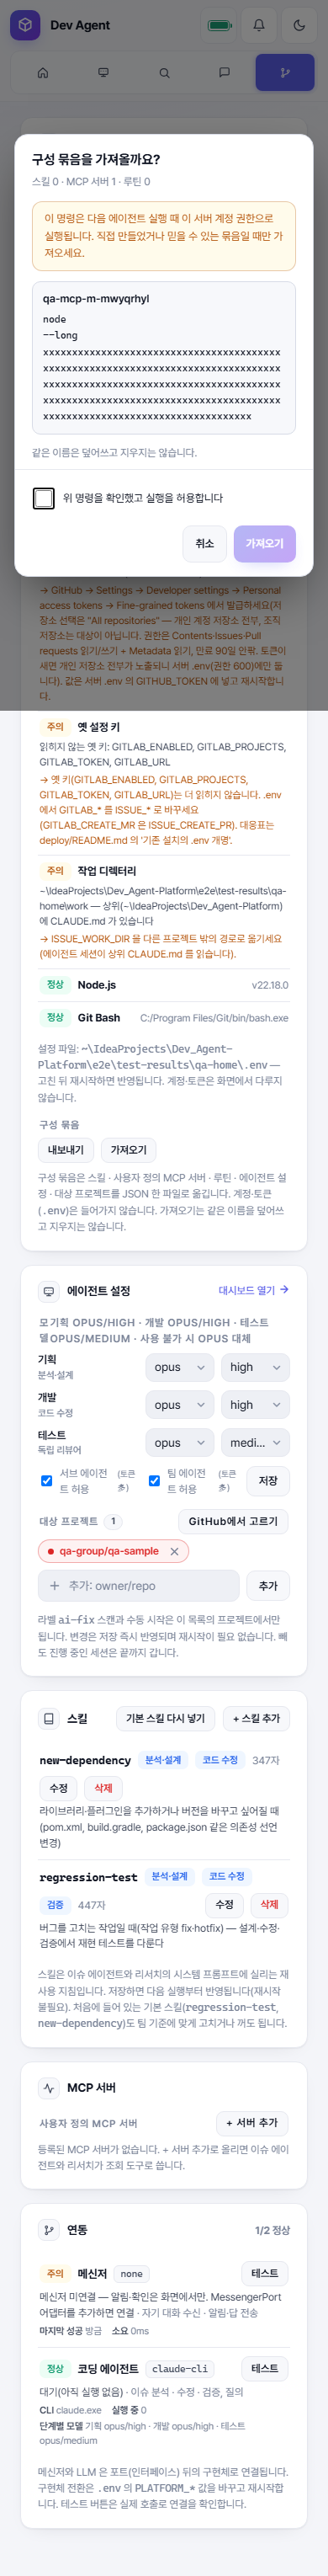 Dev Agent
구성 묶음을 가져올까요?
스킬 0 · MCP 서버 1 · 루틴 0
이 명령은 다음 에이전트 실행 때 이 서버 계정 권한으로
실행됩니다. 직접 만들었거나 믿을 수 있는 묶음일 때만 가
져오세요.
qa-mcp-m-mwyqrhyl
node
--long
xxxxxxxxxxxxxxxxxxxxxxxxxxxxxxxxxxxxxxxx
xxxxxxxxxxxxxxxxxxxxxxxxxxxxxxxxxxxxxxxx
xxxxxxxxxxxxxxxxxxxxxxxxxxxxxxxxxxxxxxxx
xxxxxxxxxxxxxxxxxxxxxxxxxxxxxxxxxxxxxxxx
xxxxxxxxxxxxxxxxxxxxxxxxxxxxxxxxxxx
같은 이름은 덮어쓰고 지우지는 않습니다.
위 명령을 확인했고 실행을 허용합니다
취소 가져오기
→ GitHub → Settings → Developer settings → Personal
access tokens → Fine-grained tokens 에서 발급하세요(저
장소 선택은 "All repositories" — 개인 계정 저장소 전부, 조직
저장소는 대상이 아닙니다. 권한은 Contents·Issues·Pull
requests 읽기/쓰기 + Metadata 읽기, 만료 90일 안팎. 토큰이
새면 개인 저장소 전부가 노출되니 서버 .env(권한 600)에만 둡
니다). 값은 서버 .env 의 GITHUB_TOKEN 에 넣고 재시작합니
다.
주의 옛 설정 키
읽히지 않는 옛 키: GITLAB_ENABLED, GITLAB_PROJECTS,
GITLAB_TOKEN, GITLAB_URL
→ 옛 키(GITLAB_ENABLED, GITLAB_PROJECTS,
GITLAB_TOKEN, GITLAB_URL)는 더 읽히지 않습니다. .env
에서 GITLAB_* 를 ISSUE_* 로 바꾸세요
(GITLAB_CREATE_MR 은 ISSUE_CREATE_PR). 대응표는
deploy/README.md 의 '기존 설치의 .env 개명'.
주의 작업 디렉터리
~\IdeaProjects\Dev_Agent-Platform\e2e\test-results\qa-
home\work — 상위(~\IdeaProjects\Dev_Agent-Platform)
에 CLAUDE.md 가 있습니다
→ ISSUE_WORK_DIR 을 다른 프로젝트 밖의 경로로 옮기세요
(에이전트 세션이 상위 CLAUDE.md 를 읽습니다).
정상 Node.js v22.18.0
정상 Git Bash C:/Program Files/Git/bin/bash.exe
설정 파일: ~\IdeaProjects\Dev_Agent-
Platform\e2e\test-results\qa-home\.env —
고친 뒤 재시작하면 반영됩니다. 계정·토큰은 화면에서 다루지
않습니다.
구성 묶음
내보내기 가져오기
구성 묶음은 스킬 · 사용자 정의 MCP 서버 · 루틴 · 에이전트 설
정 · 대상 프로젝트를 JSON 한 파일로 옮깁니다. 계정·토큰
(.env)은 들어가지 않습니다. 가져오기는 같은 이름을 덮어쓰
고 지우지는 않습니다.
에이전트 설정 대시보드 열기 →
모 기획 OPUS/HIGH · 개발 OPUS/HIGH · 테스트
델 OPUS/MEDIUM · 사용 불가 시 OPUS 대체
기획 opus high
분석·설계
개발 opus high
코드 수정
테스트 opus medi...
독립 리뷰어
서브 에이전 (토큰 팀 에이전 (토큰 저장
트 허용 多) 트 허용 多)
대상 프로젝트 1 GitHub에서 고르기
qa-group/qa-sample ×
+ 추가: owner/repo 추가
라벨 ai-fix 스캔과 수동 시작은 이 목록의 프로젝트에서만
됩니다. 변경은 저장 즉시 반영되며 재시작이 필요 없습니다. 빼
도 진행 중인 세션은 끝까지 갑니다.
스킬 기본 스킬 다시 넣기 + 스킬 추가
new-dependency 분석·설계 코드 수정 347자
수정 삭제
라이브러리·플러그인을 추가하거나 버전을 바꾸고 싶어질 때
(pom.xml, build.gradle, package.json 같은 의존성 선언
변경)
regression-test 분석·설계 코드 수정
검증 447자 수정 삭제
버그를 고치는 작업일 때(작업 유형 fix·hotfix) — 설계·수정·
검증에서 재현 테스트를 다룬다
스킬은 이슈 에이전트와 리서치의 시스템 프롬프트에 실리는 재
사용 지침입니다. 저장하면 다음 실행부터 반영됩니다(재시작
불필요). 처음에 들어 있는 기본 스킬(regression-test,
new-dependency)도 팀 기준에 맞게 고치거나 꺼도 됩니다.
MCP 서버
사용자 정의 MCP 서버 + 서버 추가
등록된 MCP 서버가 없습니다. + 서버 추가로 올리면 이슈 에이
전트와 리서치가 조회 도구로 씁니다.
연동 1/2 정상
주의 메신저 none 테스트
메신저 미연결 — 알림·확인은 화면에서만. MessengerPort
어댑터를 추가하면 연결 · 자기 대화 수신 · 알림·답 전송
마지막 성공 방금 소요 0ms
정상 코딩 에이전트 claude-cli 테스트
대기(아직 실행 없음) · 이슈 분석 · 수정 · 검증, 질의
CLI claude.exe 실행 중 0
단계별 모델 기획 opus/high · 개발 opus/high · 테스트
opus/medium
메신저와 LLM 은 포트(인터페이스) 뒤의 구현체로 연결됩니다.
구현체 전환은 .env 의 PLATFORM_* 값을 바꾸고 재시작합니
다. 테스트 버튼은 실제 호출로 연결을 확인합니다.